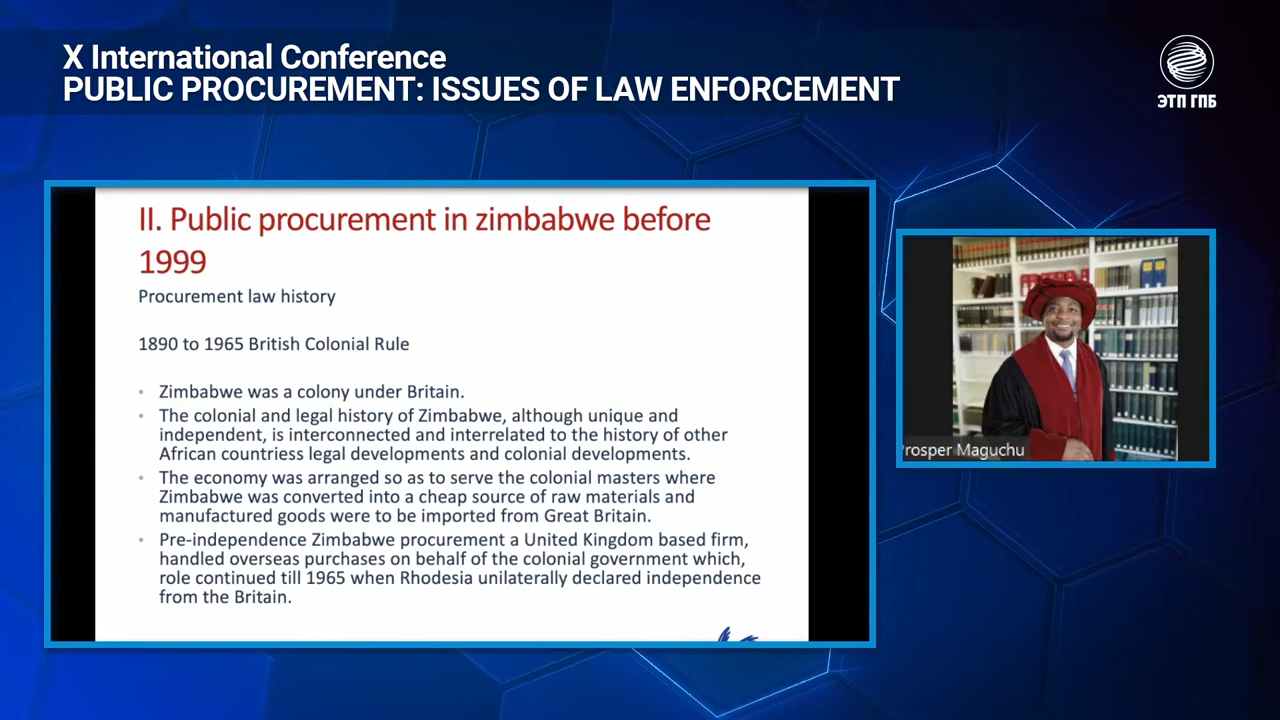 X International Conference
PUBLIC PROCUREMENT: ISSUES OF LAW ENFORCEMENT
ЭТП ГПБ
II. Public procurement in zimbabwe before
1999
Procurement law history
1890 to 1965 British Colonial Rule
• Zimbabwe was a colony under Britain.
• The colonial and legal history of Zimbabwe, although unique and
independent, is interconnected and interrelated to the history of other
African countriess legal developments and colonial developments.
• The economy was arranged so as to serve the colonial masters where
Zimbabwe was converted into a cheap source of raw materials and
manufactured goods were to be imported from Great Britain.
• Pre-independence Zimbabwe procurement a United Kingdom based firm,
handled overseas purchases on behalf of the colonial government which,
role continued till 1965 when Rhodesia unilaterally declared independence
from the Britain.
rosper Maguchu